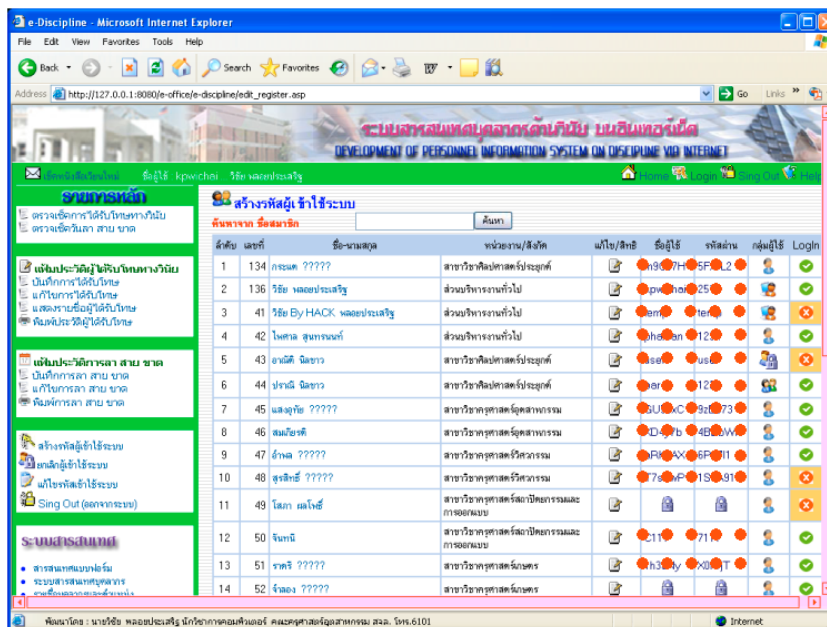 e-Discipline - Microsoft Internet Explorer
File Edit View Favorites Tools Help
Back Search Favorites
Address http://127.0.0.1:8080/e-office/e-discipline/edit_register.asp Go Links
ระบบสารสนเทศบุคลากรด้านวินัย บนอินเทอร์เน็ต
DEVELOPMENT OF PERSONNEL INFORMATION SYSTEM ON DISCIPLINE VIA INTERNET
เช็คหนังสือเวียนใหม่ ชื่อผู้ใช้ kpwichai วิชัย พลอยประเสริฐ Home Login Sing Out Help
รายการหลัก
ตรวจเช็คการได้รับโทษทางวินัย
ตรวจเช็ควันลา สาย ขาด
แฟ้มประวัติผู้ได้รับโทษทางวินัย
บันทึกการได้รับโทษ
แก้ไขการได้รับโทษ
แสดงรายชื่อผู้ได้รับโทษ
พิมพ์ประวัติผู้ได้รับโทษ
แฟ้มประวัติการลา สาย ขาด
บันทึกการลา สาย ขาด
แก้ไขการลา สาย ขาด
พิมพ์การลา สาย ขาด
สร้างรหัสผู้เข้าใช้ระบบ
ยกเลิกผู้เข้าใช้ระบบ
แก้ไขรหัสเข้าใช้ระบบ
Sing Out (ออกจากระบบ)
ระบบสารสนเทศ
สารสนเทศแบบฟอร์ม
ระบบสารสนเทศบุคลากร
สร้างรหัสผู้เข้าใช้ระบบ
ค้นหาจาก ชื่อสมาชิก ค้นหา
ลำดับ เลขที่ ชื่อ-นามสกุล หน่วยงาน/สังกัด แก้ไข/สิทธิ ชื่อผู้ใช้ รหัสผ่าน กลุ่มผู้ใช้ LogIn
1 134 กระแต ????? สาขาวิชาศิลปศาสตร์ประยุกต์
2 136 วิชัย พลอยประเสริฐ ส่วนบริหารงานทั่วไป
3 41 วิชัย By HACK พลอยประเสริฐ ส่วนบริหารงานทั่วไป
4 42 ไพศาล สุนทรนนท์ ส่วนบริหารงานทั่วไป
5 43 อาณัติ นิลขาว สาขาวิชาศิลปศาสตร์ประยุกต์
6 44 ปราณี นิลขาว สาขาวิชาศิลปศาสตร์ประยุกต์
7 45 แสงอุทัย ????? สาขาวิชาครุศาสตร์อุตสาหกรรม
8 46 สมเกียรติ สาขาวิชาครุศาสตร์อุตสาหกรรม
9 47 อำพล ????? สาขาวิชาครุศาสตร์วิศวกรรม
10 48 สุรสิทธิ์ ????? สาขาวิชาครุศาสตร์วิศวกรรม
11 49 โสภา ผลโพธิ์ สาขาวิชาครุศาสตร์สถาปัตยกรรมและการออกแบบ
12 50 จันทนี สาขาวิชาครุศาสตร์สถาปัตยกรรมและการออกแบบ
13 51 ราตรี ????? สาขาวิชาครุศาสตร์เกษตร
14 52 จำลอง ????? สาขาวิชาครุศาสตร์เกษตร
พัฒนาโดย : นายวิชัย พลอยประเสริฐ นักวิชาการคอมพิวเตอร์ คณะครุศาสตร์อุตสาหกรรม สจล. โทร.6101 Internet